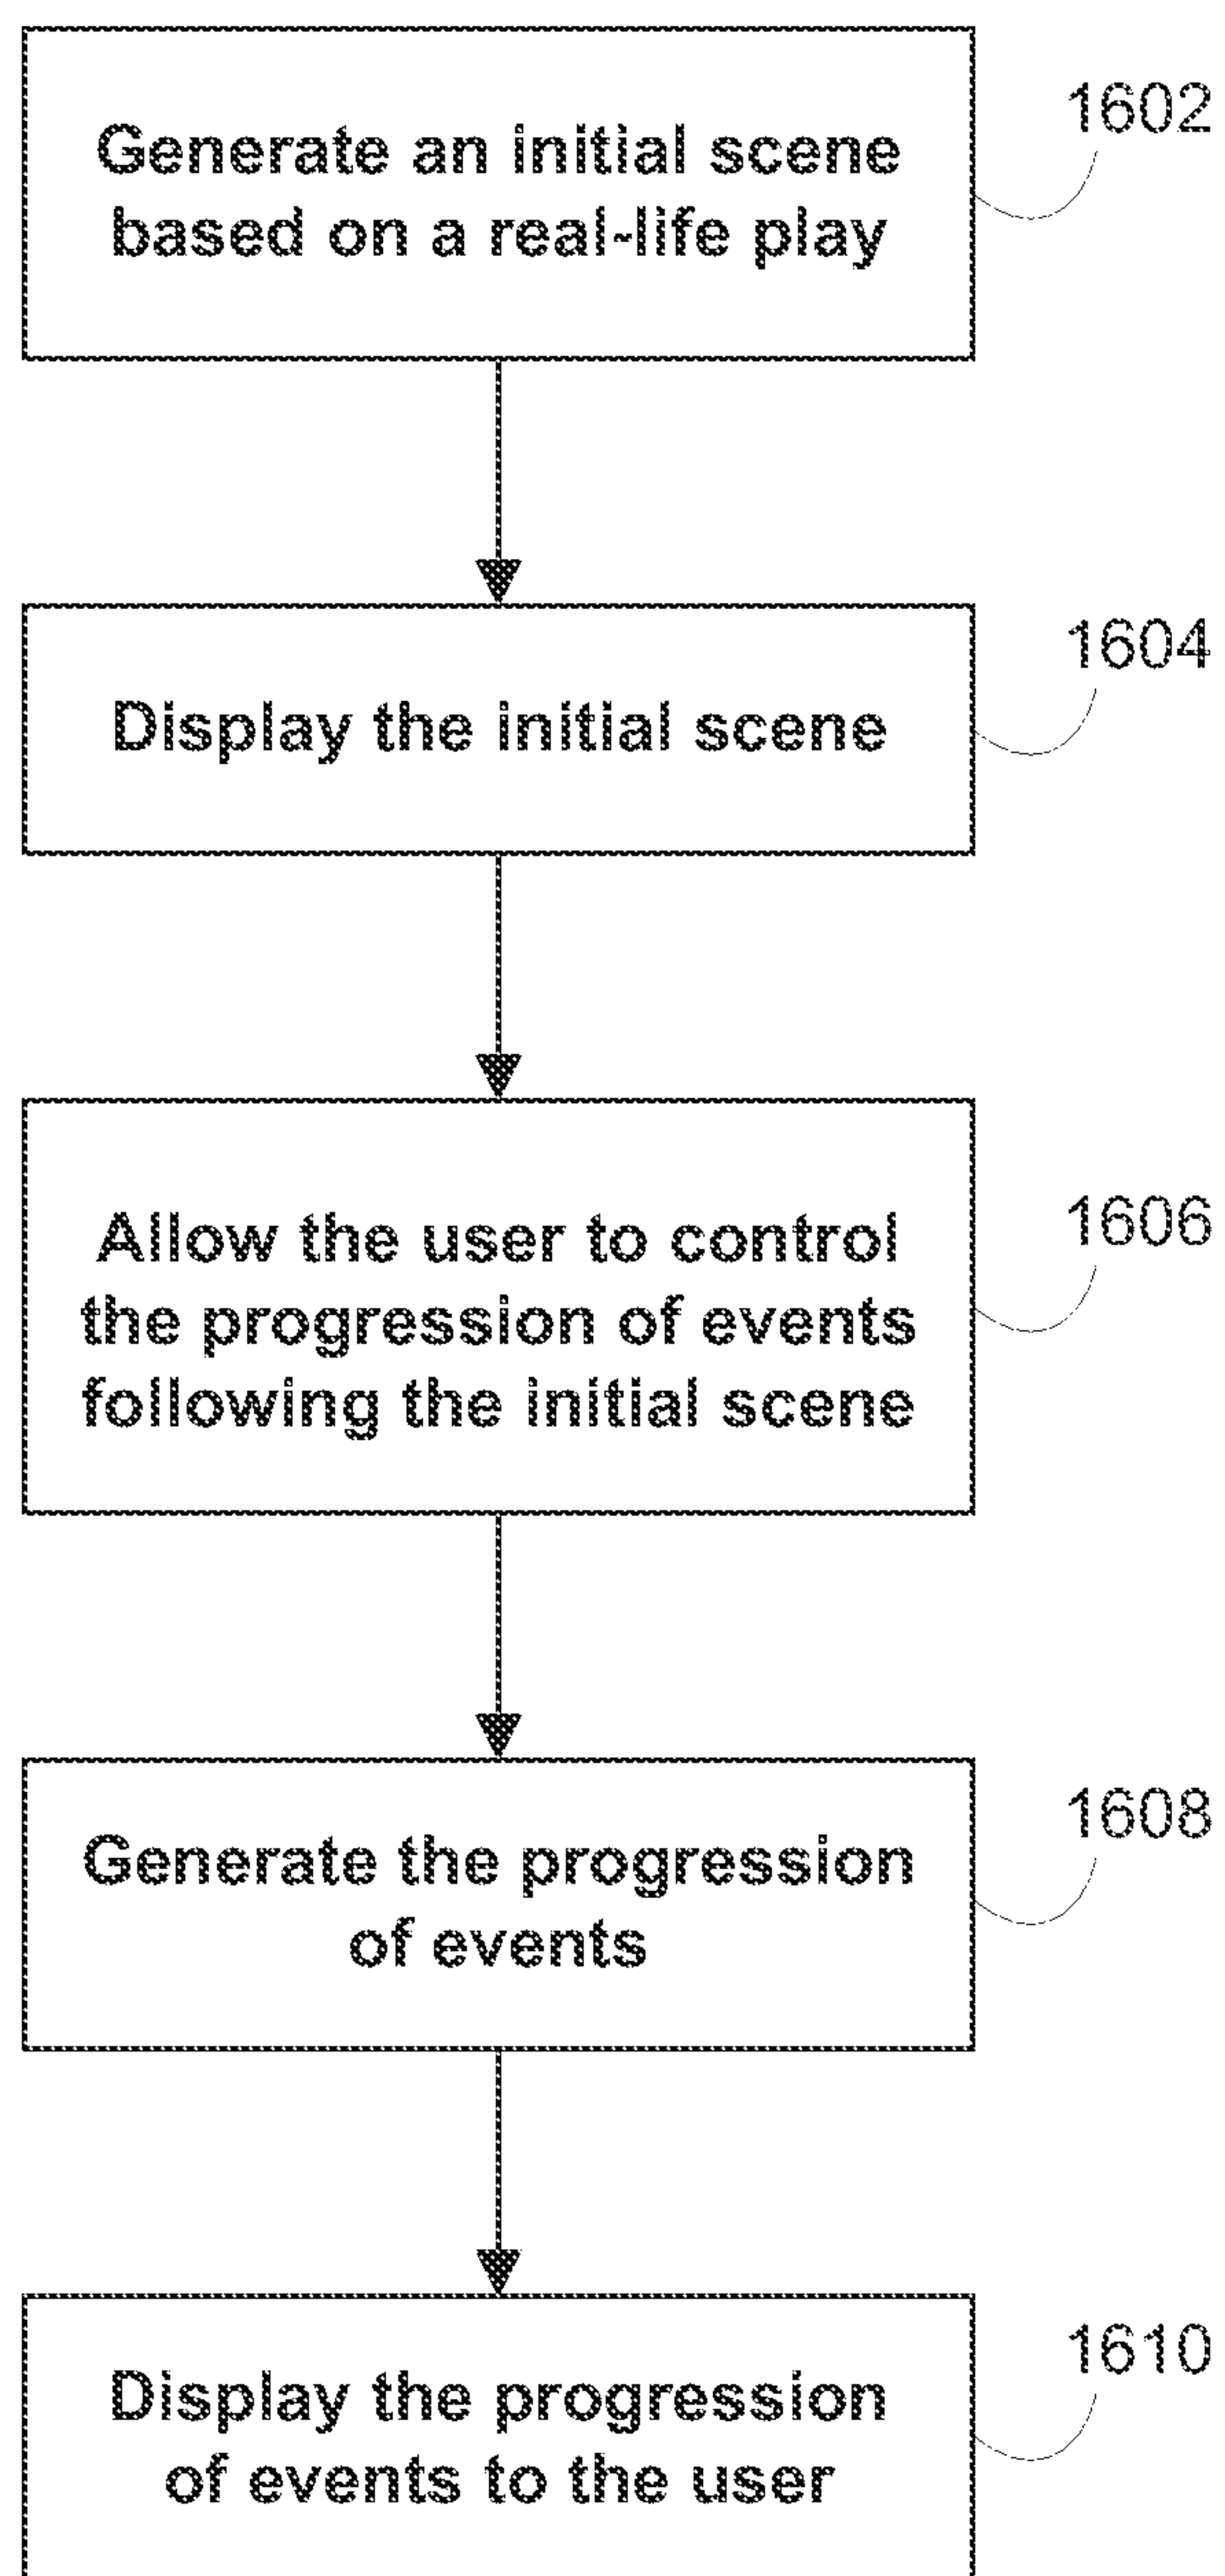 Generate an initial scene
based on a real-life play
1602
Display the initial scene
1604
Allow the user to control
the progression of events
following the initial scene
1606
Generate the progression
of events
1608
Display the progression
of events to the user
1610